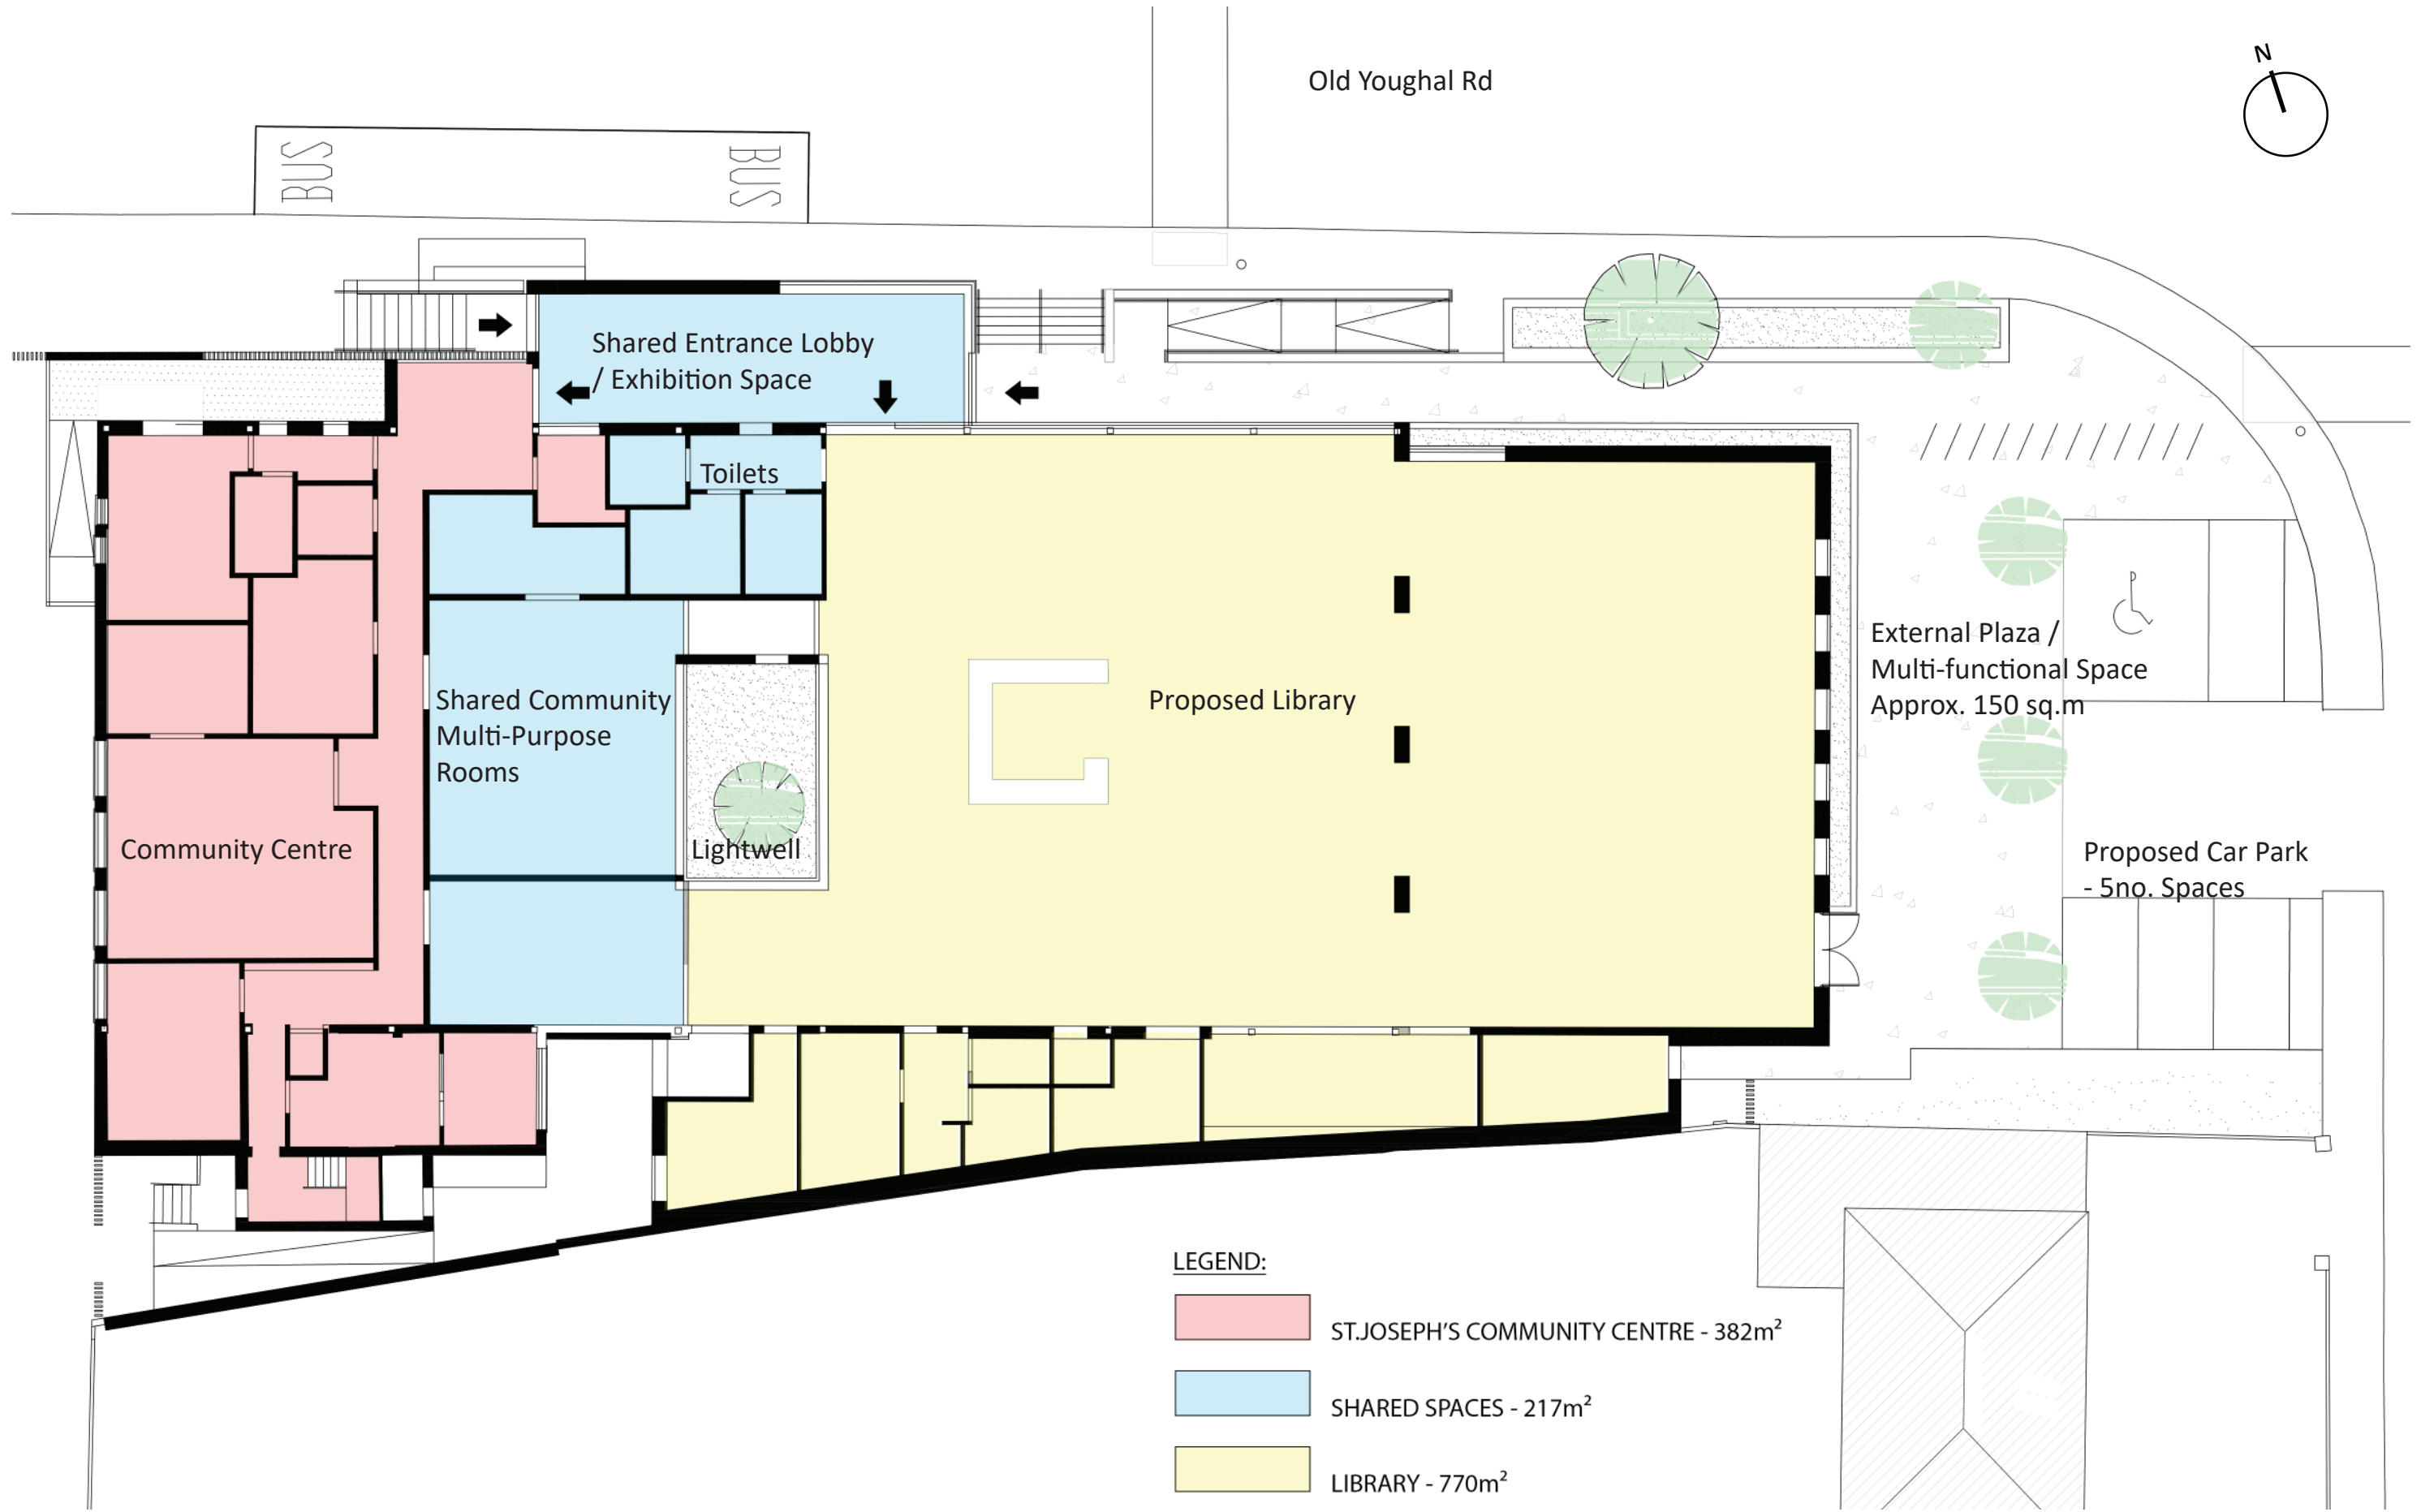 Old Youghal Rd
N
BUS
BUS
Shared Entrance Lobby
/ Exhibition Space
Toilets
External Plaza /
Multi-functional Space
Approx. 150 sq.m
Shared Community
Multi-Purpose
Rooms
Proposed Library
Community Centre
Lightwell
Proposed Car Park
- 5no. Spaces
LEGEND:
ST.JOSEPH'S COMMUNITY CENTRE - 382m²
SHARED SPACES - 217m²
LIBRARY - 770m²